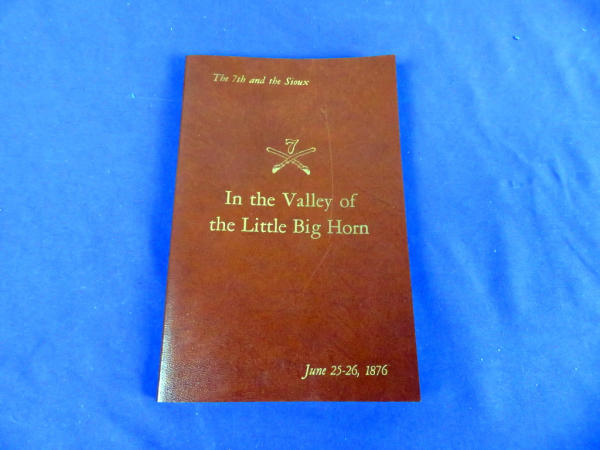 The 7th and the Sioux
7
In the Valley of
the Little Big Horn
June 25-26, 1876